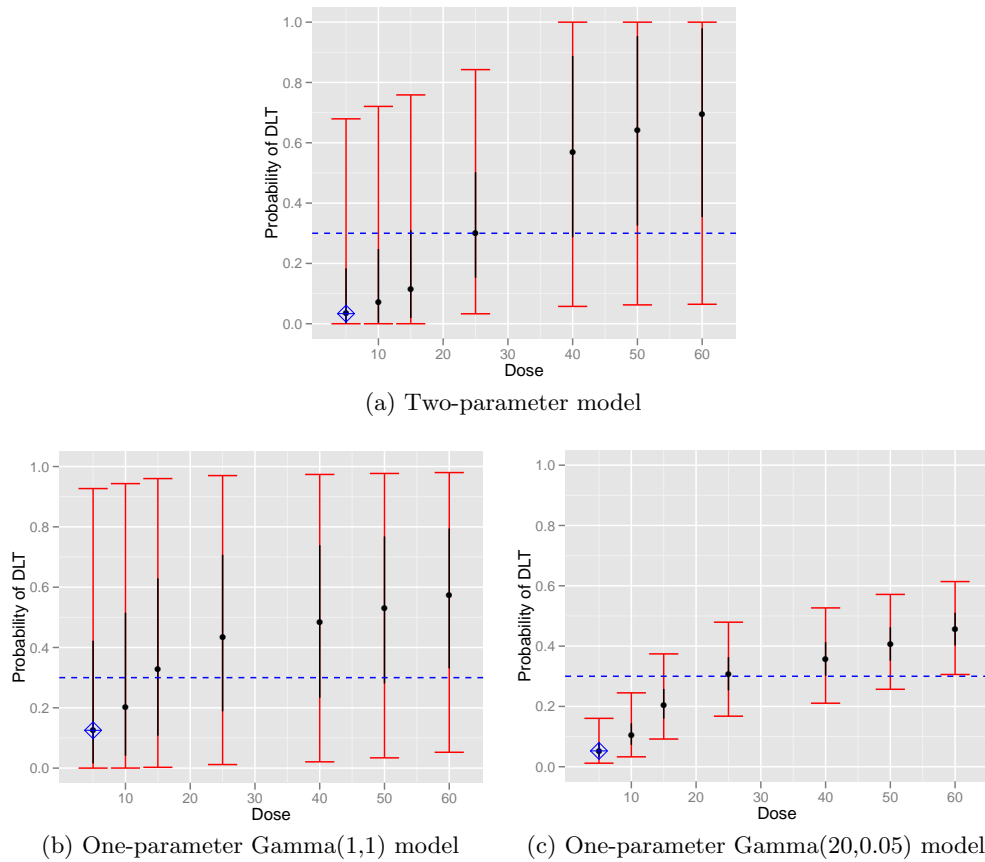 1.0
0.8
0.6
0.4
0.2
0.0
Probability of DLT
10 20 30 40 50 60
Dose
(a) Two-parameter model
1.0
0.8
0.6
0.4
0.2
0.0
Probability of DLT
10 20 30 40 50 60
Dose
(b) One-parameter Gamma(1,1) model
1.0
0.8
0.6
0.4
0.2
0.0
Probability of DLT
10 20 30 40 50 60
Dose
(c) One-parameter Gamma(20,0.05) model